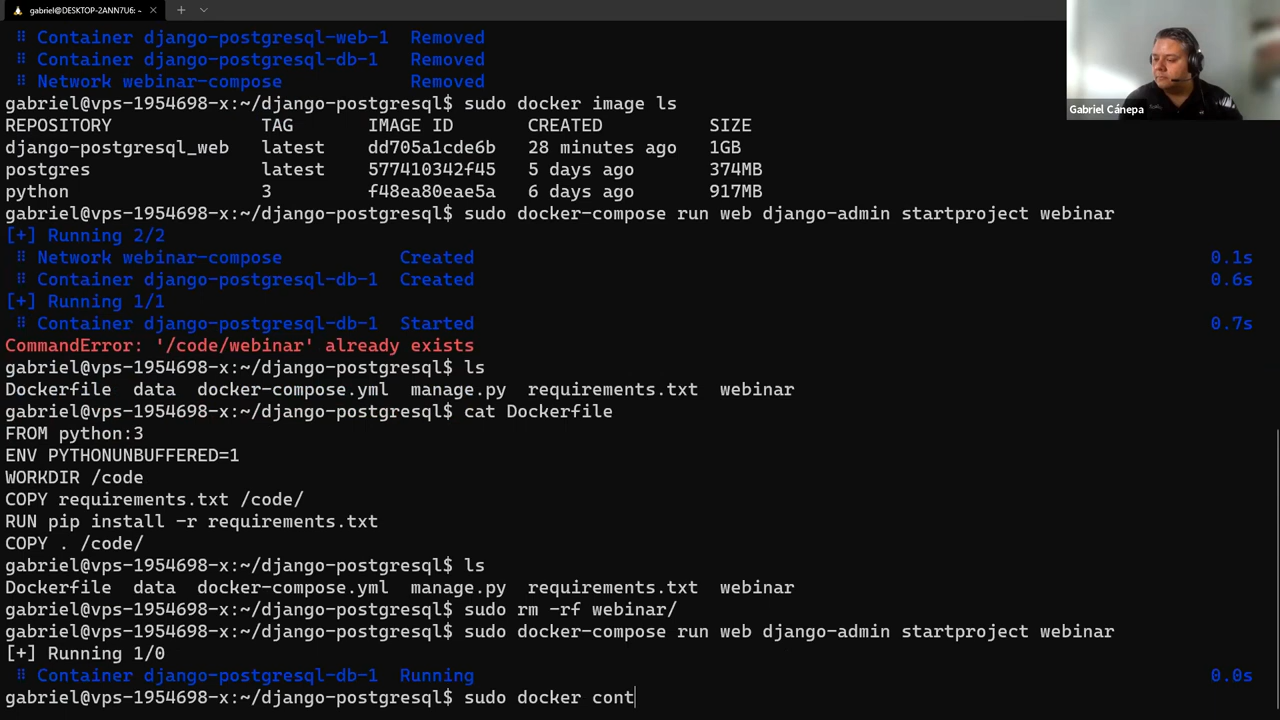 gabriel@DESKTOP-2ANN7U6: ~
Container django-postgresql-web-1 Removed
Container django-postgresql-db-1 Removed
Network webinar-compose Removed
gabriel@vps-1954698-x:~/django-postgresql$ sudo docker image ls
REPOSITORY TAG IMAGE ID CREATED SIZE
django-postgresql_web latest dd705a1cde6b 28 minutes ago 1GB
postgres latest 577410342f45 5 days ago 374MB
python 3 f48ea80eae5a 6 days ago 917MB
gabriel@vps-1954698-x:~/django-postgresql$ sudo docker-compose run web django-admin startproject webinar
[+] Running 2/2
Network webinar-compose Created 0.1s
Container django-postgresql-db-1 Created 0.6s
[+] Running 1/1
Container django-postgresql-db-1 Started 0.7s
CommandError: '/code/webinar' already exists
gabriel@vps-1954698-x:~/django-postgresql$ ls
Dockerfile data docker-compose.yml manage.py requirements.txt webinar
gabriel@vps-1954698-x:~/django-postgresql$ cat Dockerfile
FROM python:3
ENV PYTHONUNBUFFERED=1
WORKDIR /code
COPY requirements.txt /code/
RUN pip install -r requirements.txt
COPY . /code/
gabriel@vps-1954698-x:~/django-postgresql$ ls
Dockerfile data docker-compose.yml manage.py requirements.txt webinar
gabriel@vps-1954698-x:~/django-postgresql$ sudo rm -rf webinar/
gabriel@vps-1954698-x:~/django-postgresql$ sudo docker-compose run web django-admin startproject webinar
[+] Running 1/0
Container django-postgresql-db-1 Running 0.0s
gabriel@vps-1954698-x:~/django-postgresql$ sudo docker cont
Gabriel Cánepa